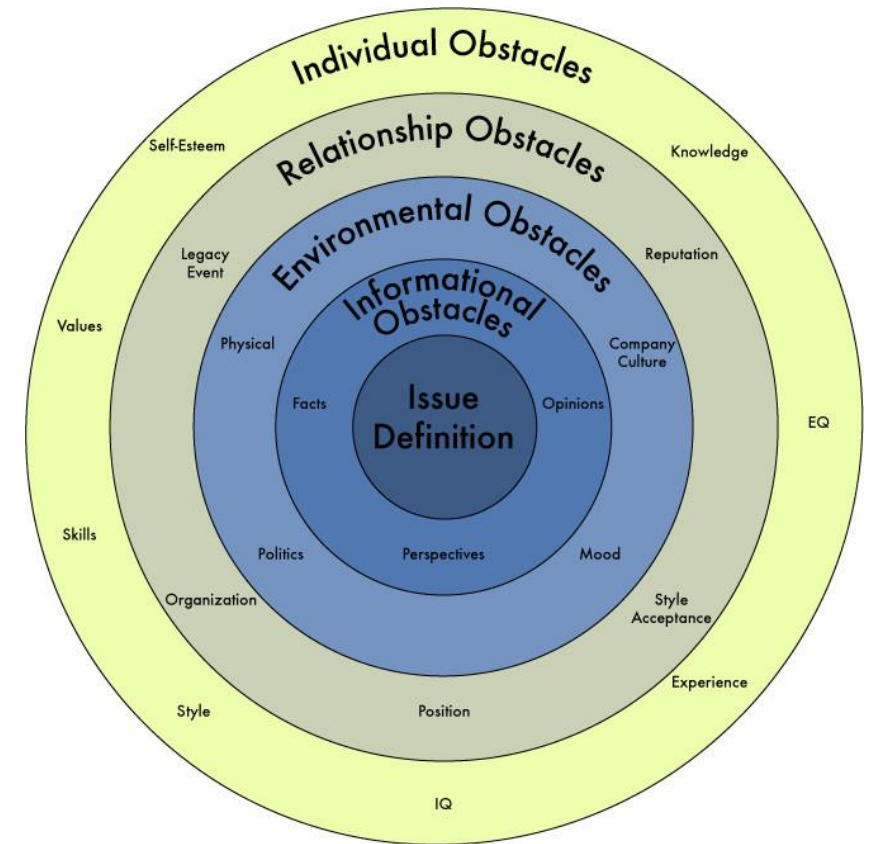 Individual Obstacles
Self-Esteem
Knowledge
Values
EQ
Skills
Experience
Style
IQ
Relationship Obstacles
Legacy
Event
Reputation
Organization
Style
Acceptance
Position
Environmental Obstacles
Physical
Company
Culture
Politics
Mood
Informational
Obstacles
Facts
Opinions
Perspectives
Issue
Definition